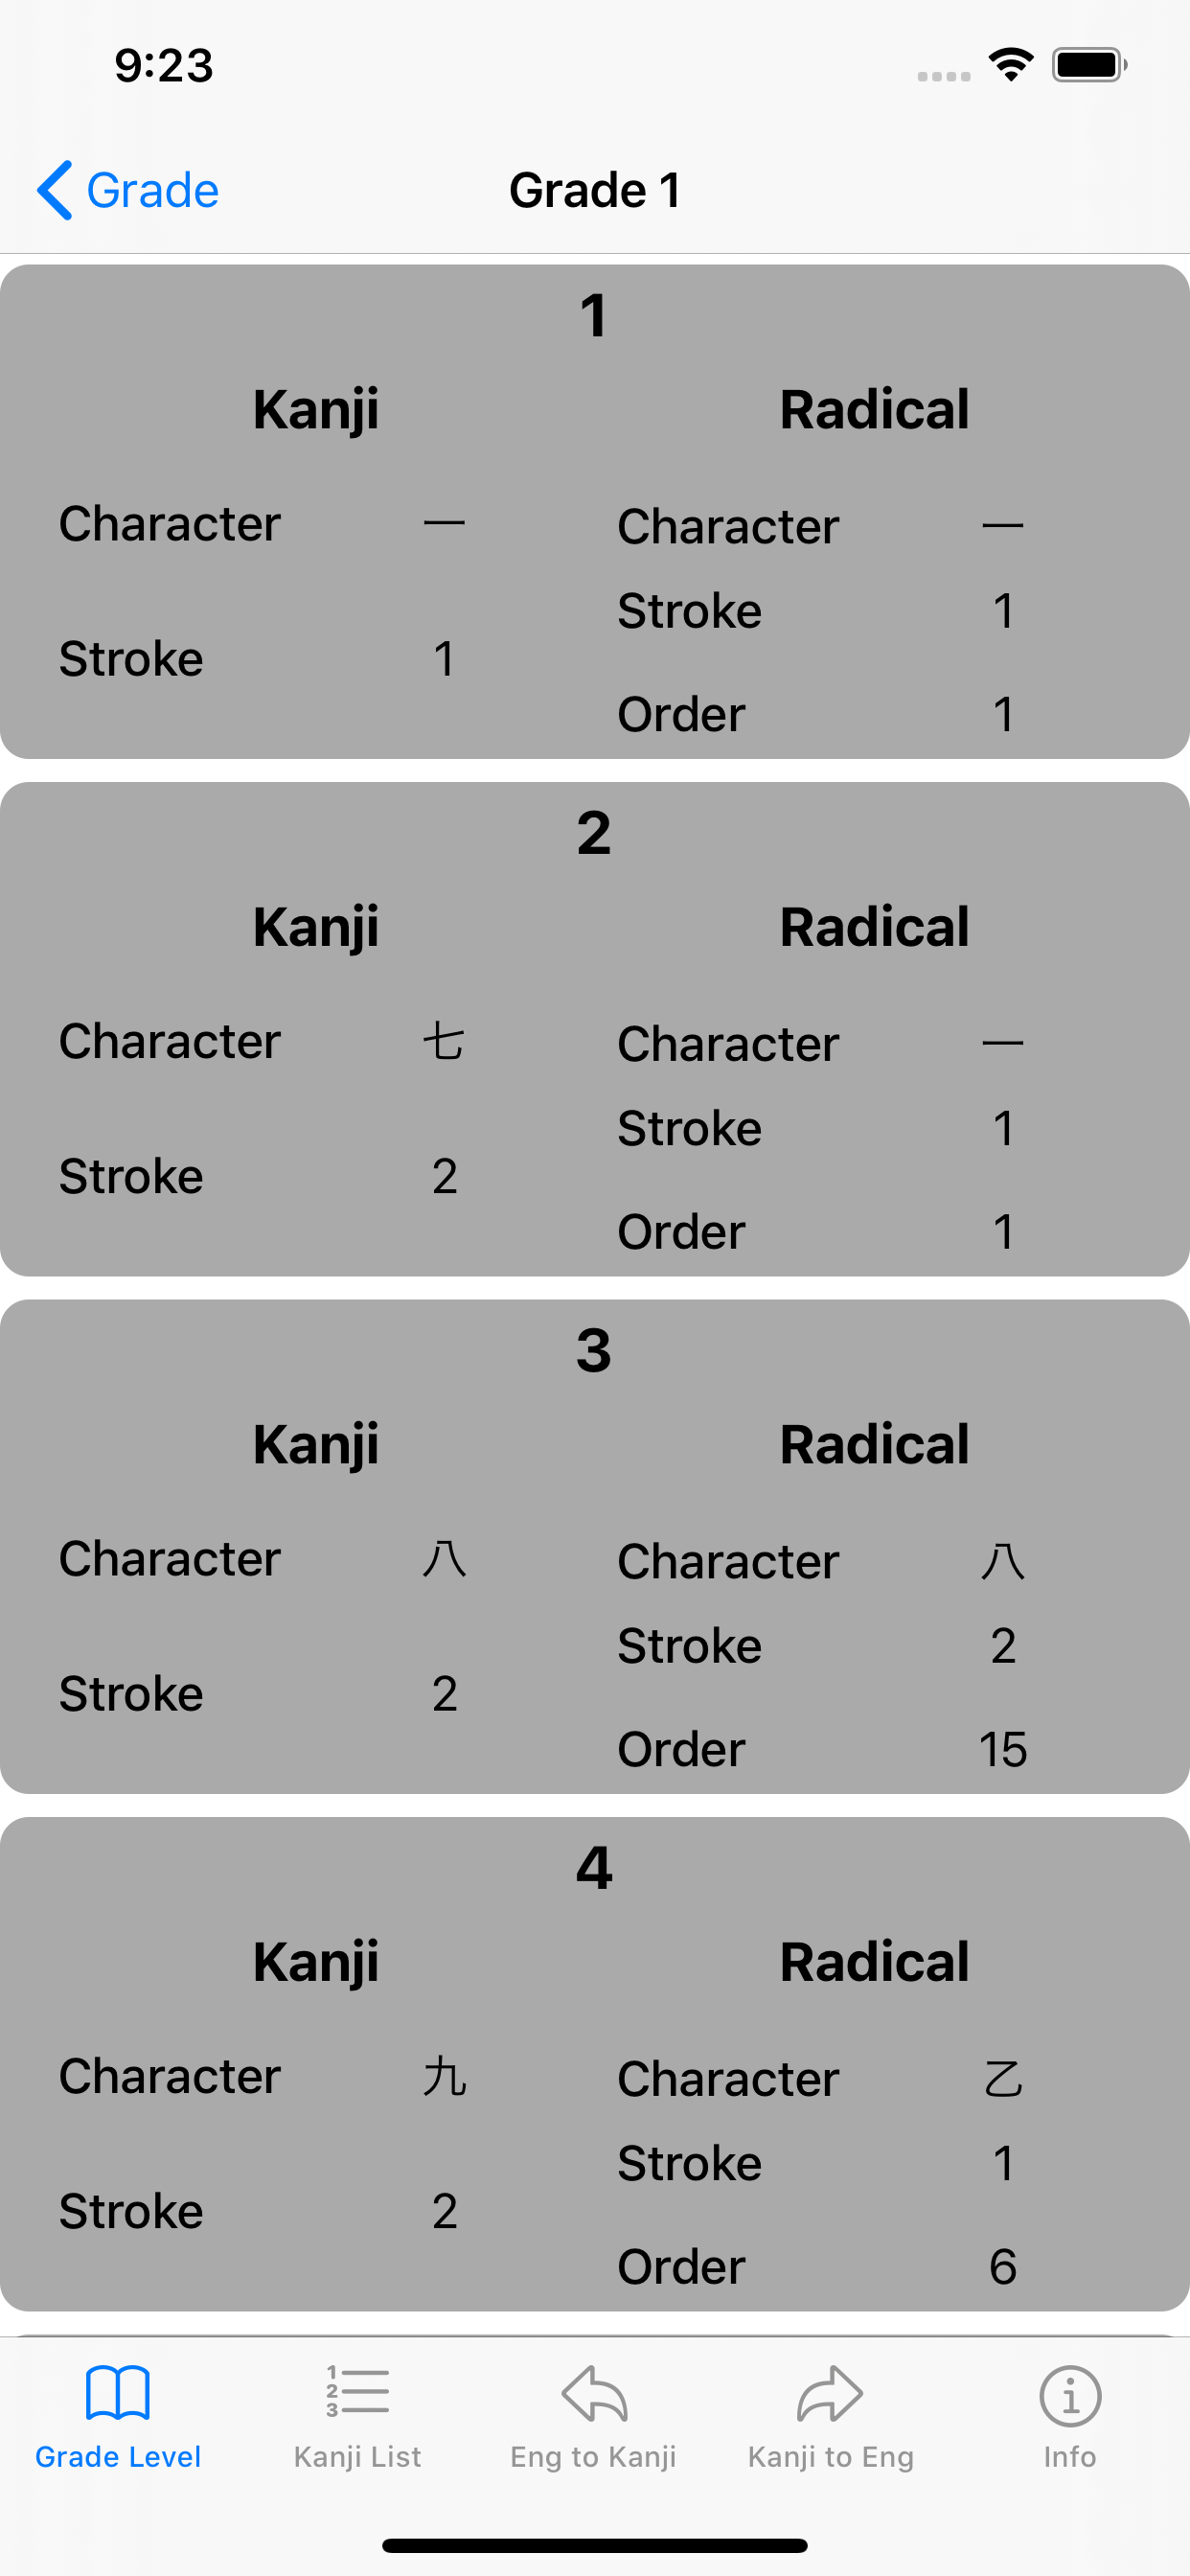 9:23
Grade
Grade 1
1
Kanji Radical
Character 一 Character 一
Stroke 1
Stroke 1
Order 1
2
Kanji Radical
Character 七 Character 一
Stroke 1
Stroke 2
Order 1
3
Kanji Radical
Character 八 Character 八
Stroke 2
Stroke 2
Order 15
4
Kanji Radical
Character 九 Character 乙
Stroke 1
Stroke 2
Order 6
Grade Level
1
2
3
Kanji List
Eng to Kanji
Kanji to Eng
Info